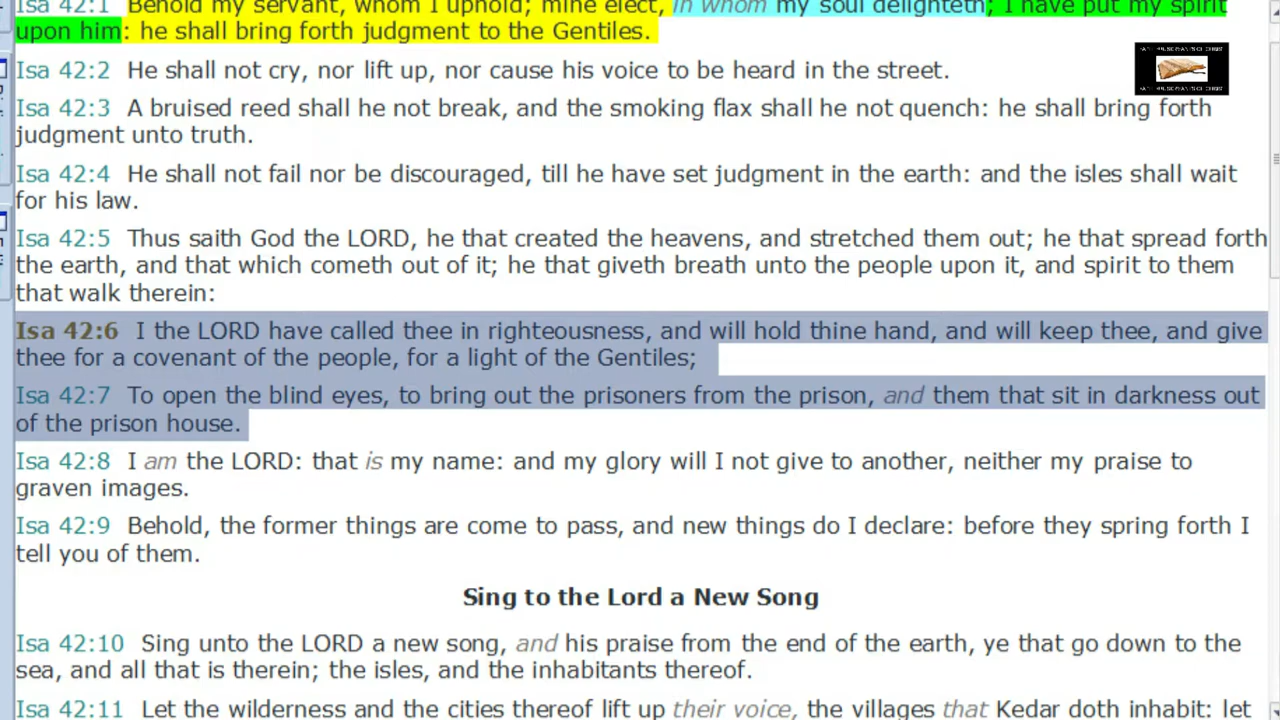 Isa 42:1 Behold my servant, whom I uphold; mine elect, in whom my soul delighteth; I have put my spirit
upon him: he shall bring forth judgment to the Gentiles.
Isa 42:2 He shall not cry, nor lift up, nor cause his voice to be heard in the street.
Isa 42:3 A bruised reed shall he not break, and the smoking flax shall he not quench: he shall bring forth
judgment unto truth.
Isa 42:4 He shall not fail nor be discouraged, till he have set judgment in the earth: and the isles shall wait
for his law.
Isa 42:5 Thus saith God the LORD, he that created the heavens, and stretched them out; he that spread forth
the earth, and that which cometh out of it; he that giveth breath unto the people upon it, and spirit to them
that walk therein:
Isa 42:6 I the LORD have called thee in righteousness, and will hold thine hand, and will keep thee, and give
thee for a covenant of the people, for a light of the Gentiles;
Isa 42:7 To open the blind eyes, to bring out the prisoners from the prison, and them that sit in darkness out
of the prison house.
Isa 42:8 I am the LORD: that is my name: and my glory will I not give to another, neither my praise to
graven images.
Isa 42:9 Behold, the former things are come to pass, and new things do I declare: before they spring forth I
tell you of them.
Sing to the Lord a New Song
Isa 42:10 Sing unto the LORD a new song, and his praise from the end of the earth, ye that go down to the
sea, and all that is therein; the isles, and the inhabitants thereof.
Isa 42:11 Let the wilderness and the cities thereof lift up their voice, the villages that Kedar doth inhabit: let